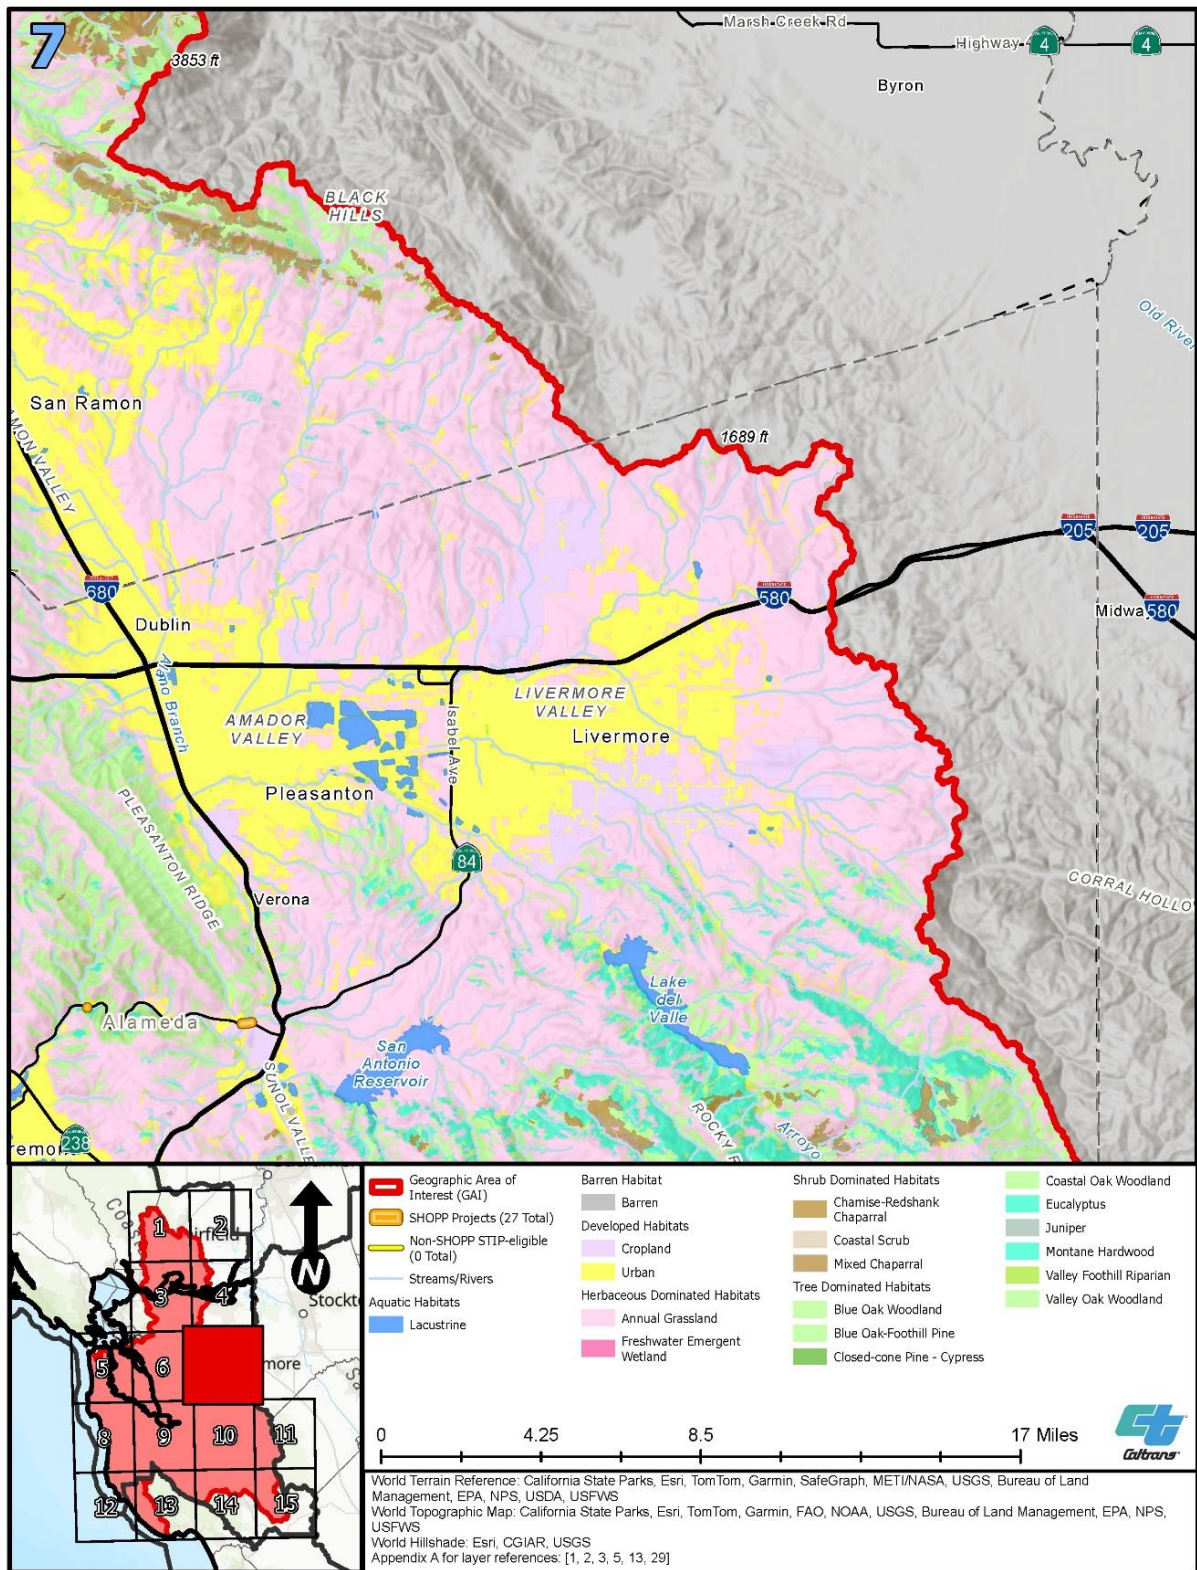 7
Marsh Creek Rd
Highway 4
4
4
3853 ft
Byron
BLACK
HILLS
Old River
San Ramon
AMON VALLEY
1689 ft
205
205
680
580
580
Midway
Dublin
Alamo Branch
LIVERMORE
VALLEY
AMADOR
VALLEY
Isabel Ave
Livermore
Pleasanton
PLEASANTON RIDGE
84
CORRAL HOLLO
Verona
Lake
del
Valle
Alameda
San
Antonio
Reservoir
SUNOL VALLE
ROCKY R
Arroyo
238
remont
Geographic Area of
Interest (GAI)
SHOPP Projects (27 Total)
Non-SHOPP STIP-eligible
(0 Total)
Streams/Rivers
Aquatic Habitats
Lacustrine
Barren Habitat
Barren
Developed Habitats
Cropland
Urban
Herbaceous Dominated Habitats
Annual Grassland
Freshwater Emergent
Wetland
Shrub Dominated Habitats
Chamise-Redshank
Chaparral
Coastal Scrub
Mixed Chaparral
Tree Dominated Habitats
Blue Oak Woodland
Blue Oak-Foothill Pine
Closed-cone Pine - Cypress
Coastal Oak Woodland
Eucalyptus
Juniper
Montane Hardwood
Valley Foothill Riparian
Valley Oak Woodland
Coast
1
2
irfield
3
4
Stockt
5
6
more
8
9
10
11
12
13
14
15
N
0 4.25 8.5 17 Miles
Caltrans
World Terrain Reference: California State Parks, Esri, TomTom, Garmin, SafeGraph, METI/NASA, USGS, Bureau of Land
Management, EPA, NPS, USDA, USFWS
World Topographic Map: California State Parks, Esri, TomTom, Garmin, FAO, NOAA, USGS, Bureau of Land Management, EPA, NPS,
USFWS
World Hillshade: Esri, CGIAR, USGS
Appendix A for layer references: [1, 2, 3, 5, 13, 29]